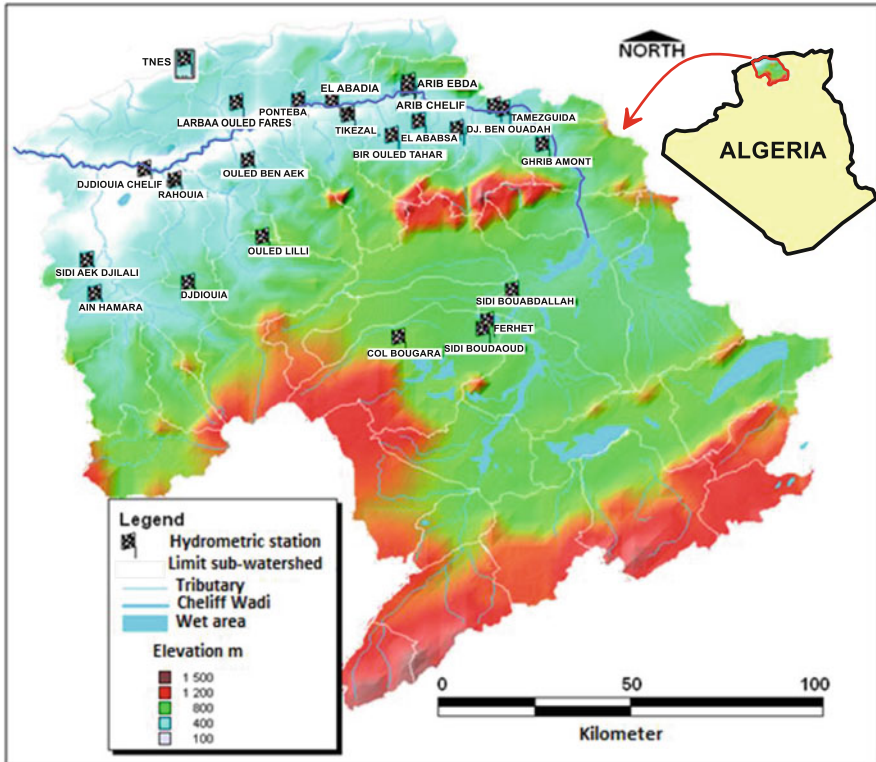 NORTH
ALGERIA
TNES
EL ABADIA
ARIB EBDA
PONTEBA
ARIB CHELIF
LARBAA OULED FARES
TAMEZGUIDA
TIKEZAL
EL ABABSA
DJ. BEN OUADAH
BIR OULED TAHAR
GHRIB AMONT
OULED BEN AEK
DJDIOUIA CHELIF
RAHOUIA
OULED LILLI
SIDI AEK DJILALI
DJDIOUIA
AIN HAMARA
SIDI BOUABDALLAH
FERHET
COL BOUGARA
SIDI BOUDAOUD
Legend
Hydrometric station
Limit sub-watershed
Tributary
Cheliff Wadi
Wet area
Elevation m
1 500
1 200
800
400
100
0 50 100
Kilometer